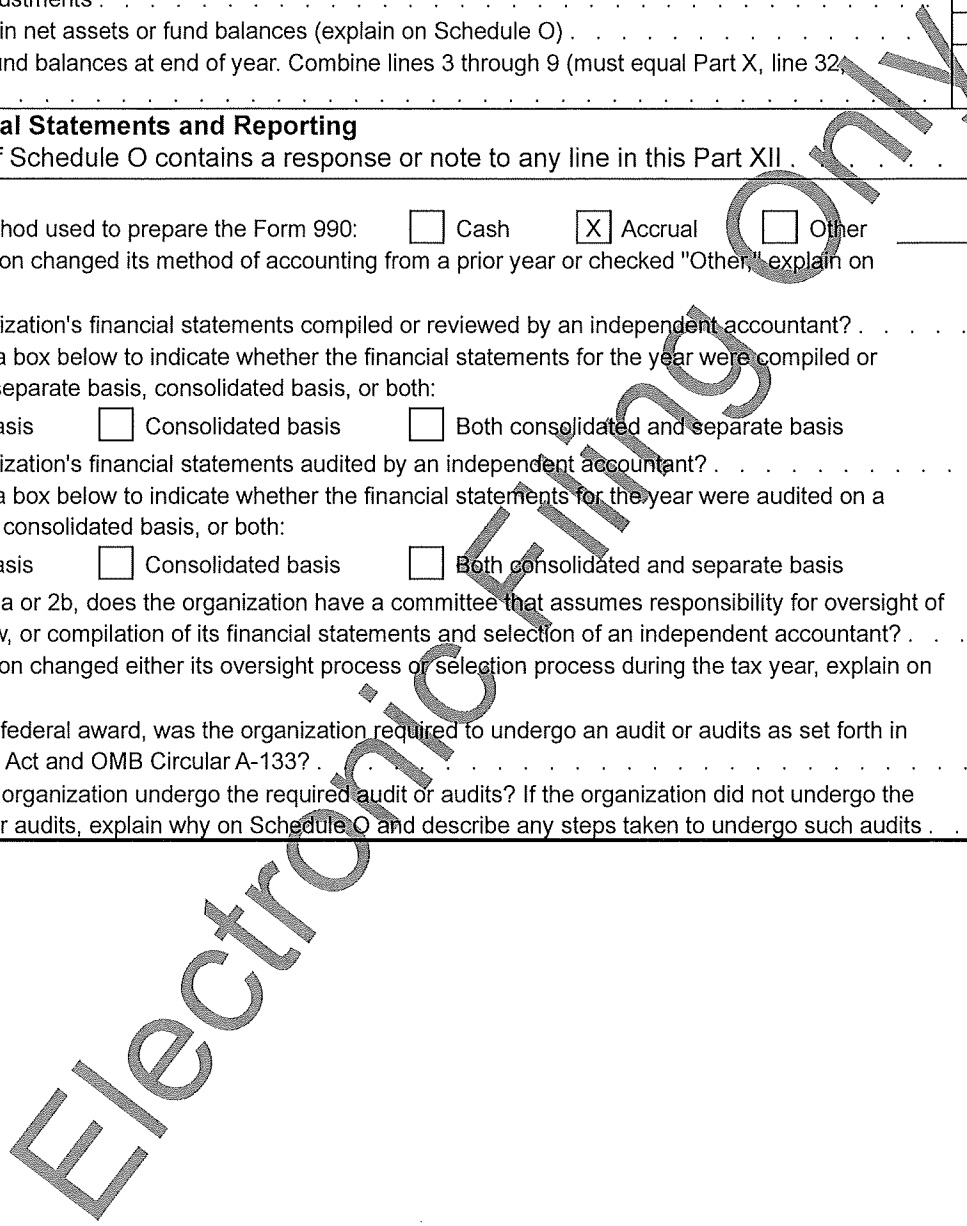 ustments . . . . . . . . . . . . . . . . . . . . . . . . . . . . . . . . . .
in net assets or fund balances (explain on Schedule O) . . . . . . . . . . . . . . .
und balances at end of year. Combine lines 3 through 9 (must equal Part X, line 32,
. . . . . . . . . . . . . . . . . . . . . . . . . . . . . . . . . . . . . .
al Statements and Reporting
f Schedule O contains a response or note to any line in this Part XII . . . . . .
hod used to prepare the Form 990: Cash X Accrual Other
on changed its method of accounting from a prior year or checked "Other," explain on
ization's financial statements compiled or reviewed by an independent accountant? . . . . .
a box below to indicate whether the financial statements for the year were compiled or
separate basis, consolidated basis, or both:
asis Consolidated basis Both consolidated and separate basis
ization's financial statements audited by an independent accountant? . . . . . . . . . .
a box below to indicate whether the financial statements for the year were audited on a
consolidated basis, or both:
asis Consolidated basis Both consolidated and separate basis
a or 2b, does the organization have a committee that assumes responsibility for oversight of
w, or compilation of its financial statements and selection of an independent accountant? . . .
on changed either its oversight process or selection process during the tax year, explain on
federal award, was the organization required to undergo an audit or audits as set forth in
Act and OMB Circular A-133? . . . . . . . . . . . . . . . . . . . . . . . . .
organization undergo the required audit or audits? If the organization did not undergo the
r audits, explain why on Schedule O and describe any steps taken to undergo such audits . .
Electronic Filing Only